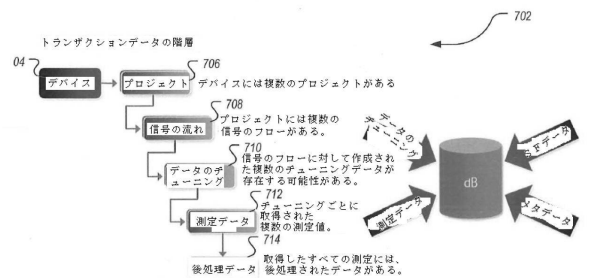 702
トランザクションデータの階層
04
706
デバイス
プロジェクト
デバイスには複数のプロジェクトがある
708
信号の流れ
プロジェクトには複数の
信号のフローがある。
710
データのチ
ューニング
信号のフローに対して作成され
た複数のチューニングデータが
存在する可能性がある。
712
測定データ
チューニングごとに
取得された
複数の測定値。
714
後処理データ
取得したすべての測定には、
後処理されたデータがある。
データの
チューニング
Fデータ
dB
測定データ
メタデータ